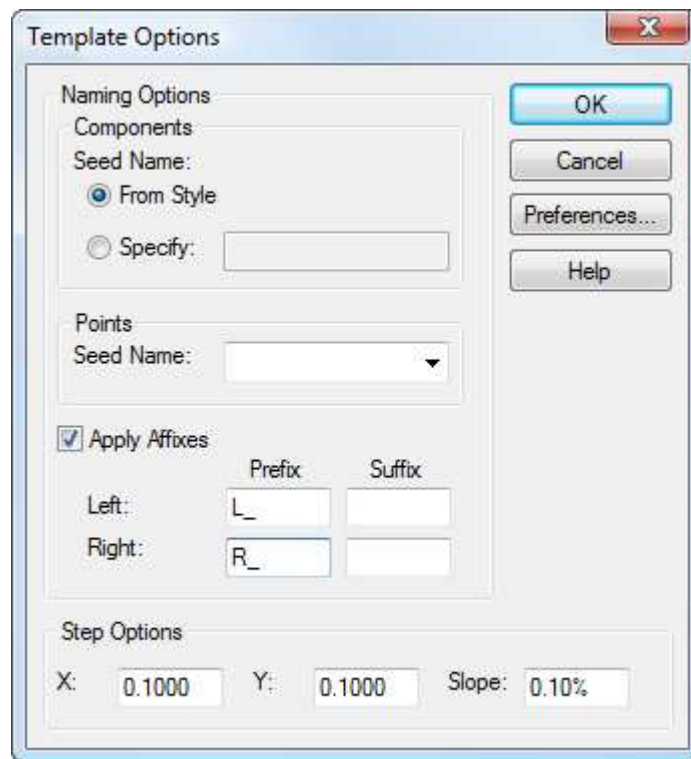 Template Options
Naming Options
Components
Seed Name:
From Style
Specify:
OK
Cancel
Preferences...
Help
Points
Seed Name:
Apply Affixes
Prefix Suffix
Left: L_
Right: R_
Step Options
X: 0.1000 Y: 0.1000 Slope: 0.10%